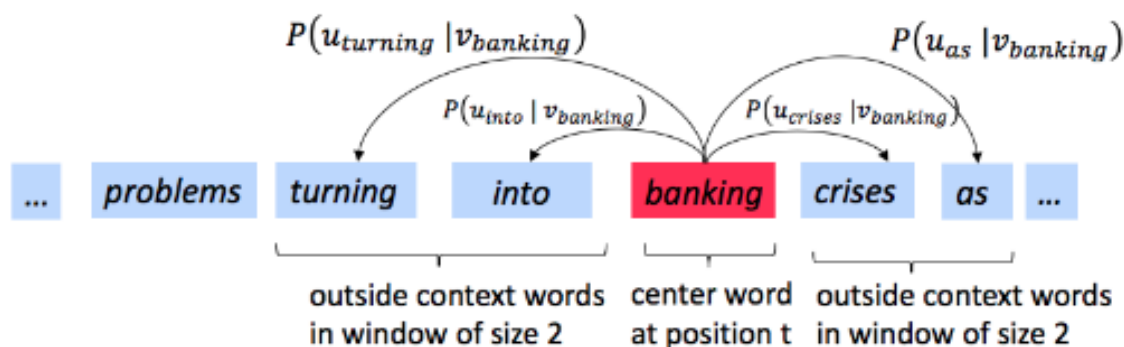 P(u_turning | v_banking) P(u_as | v_banking)
P(u_into | v_banking) P(u_crises | v_banking)
... problems turning into banking crises as ...
outside context words center word outside context words
in window of size 2 at position t in window of size 2